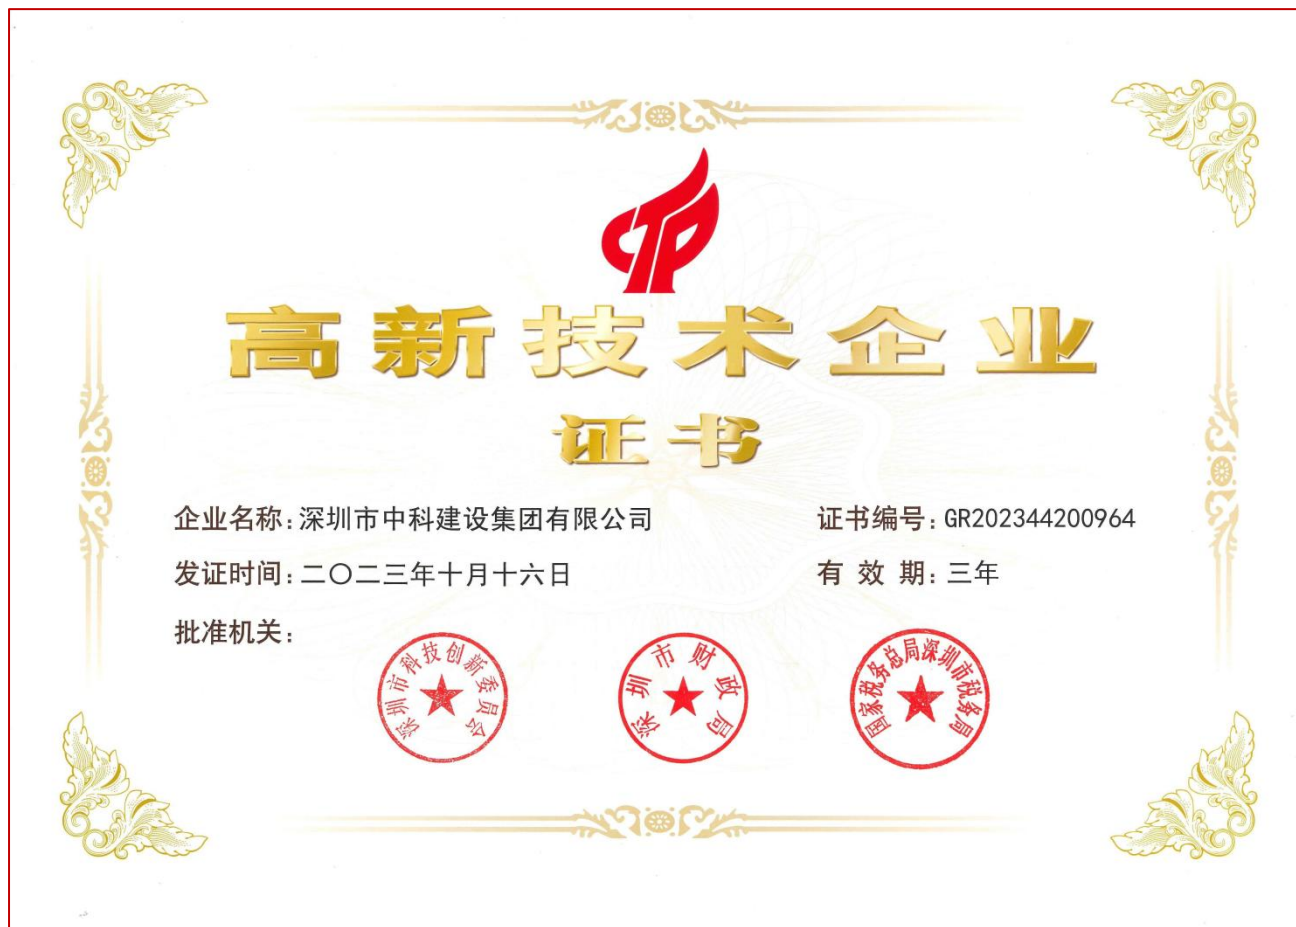 高新技术企业
证书
企业名称:深圳市中科建设集团有限公司
证书编号:GR202344200964
发证时间:二〇二三年十月十六日
有效期:三年
批准机关:
深圳市科技创新委员会
深圳市财政局
国家税务总局深圳市税务局